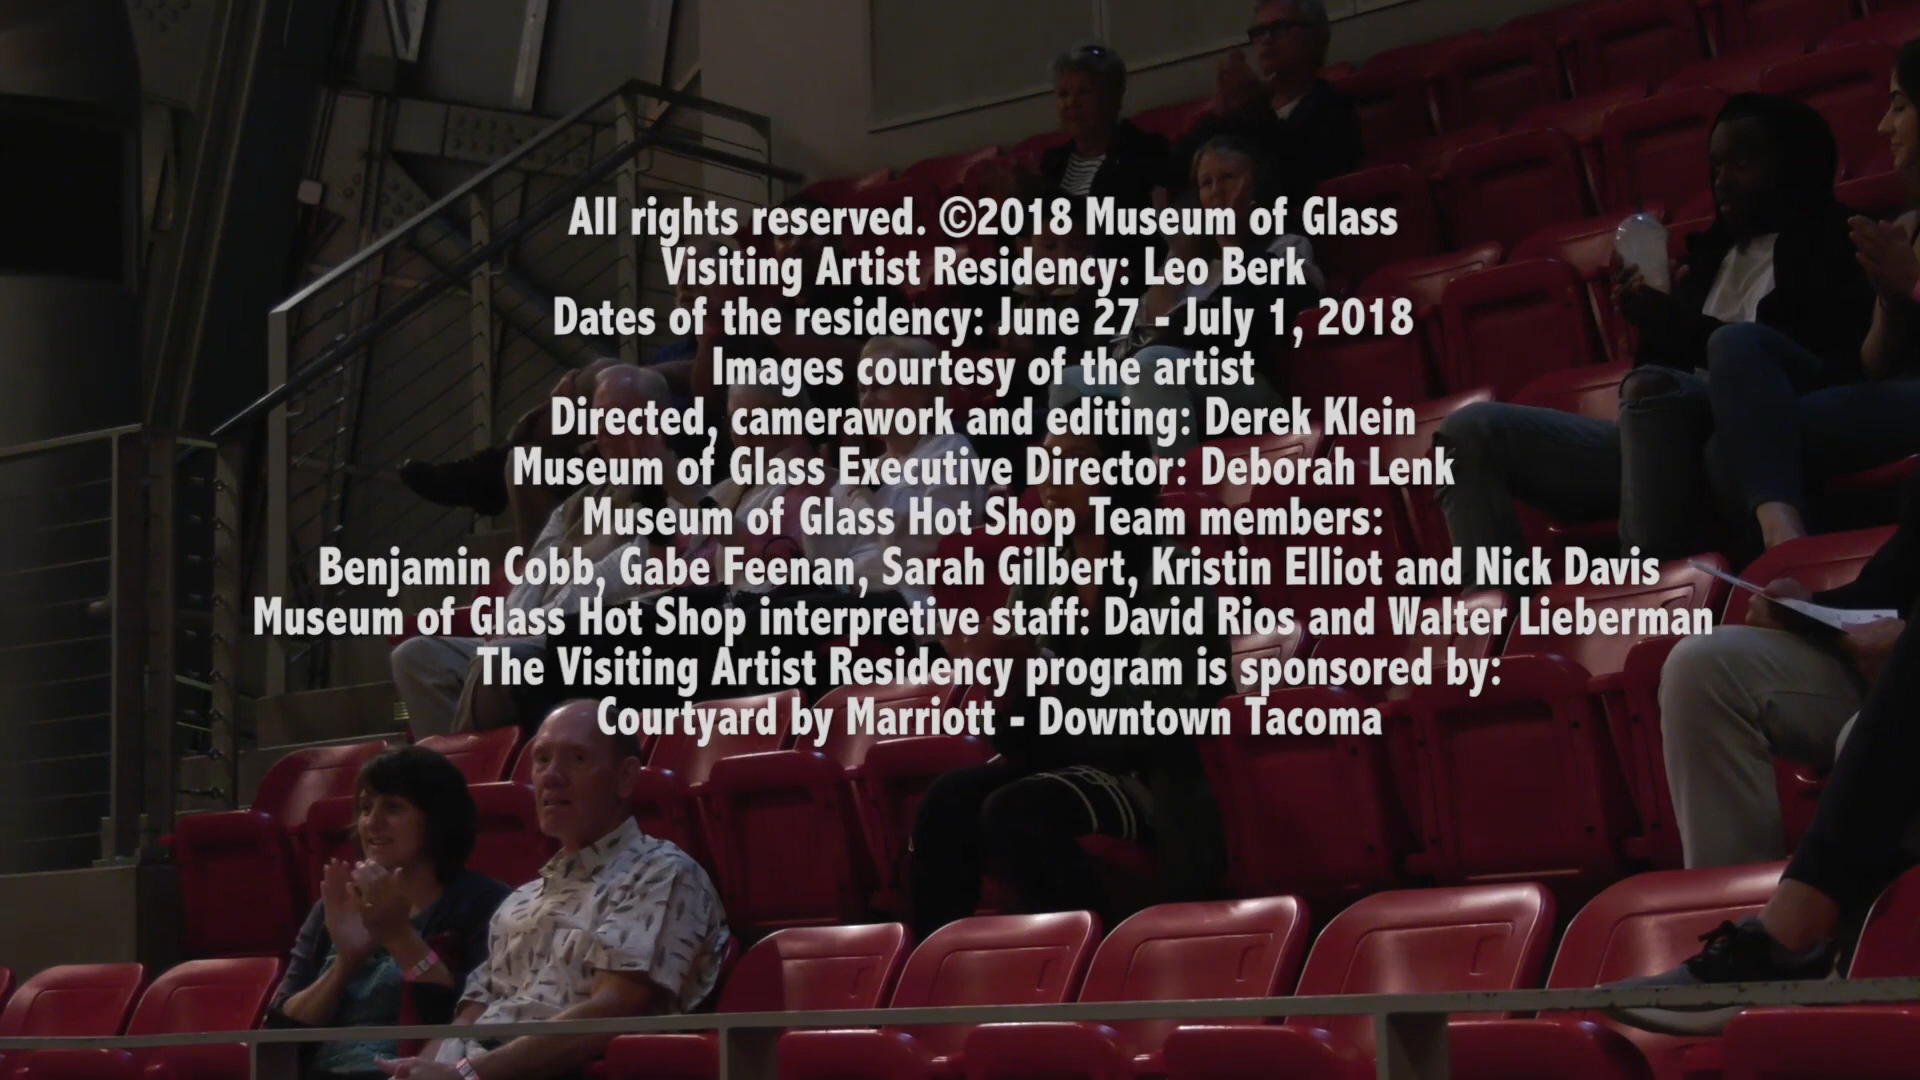 All rights reserved. ©2018 Museum of Glass
Visiting Artist Residency: Leo Berk
Dates of the residency: June 27 - July 1, 2018
Images courtesy of the artist
Directed, camerawork and editing: Derek Klein
Museum of Glass Executive Director: Deborah Lenk
Museum of Glass Hot Shop Team members:
Benjamin Cobb, Gabe Feenan, Sarah Gilbert, Kristin Elliot and Nick Davis
Museum of Glass Hot Shop interpretive staff: David Rios and Walter Lieberman
The Visiting Artist Residency program is sponsored by:
Courtyard by Marriott - Downtown Tacoma